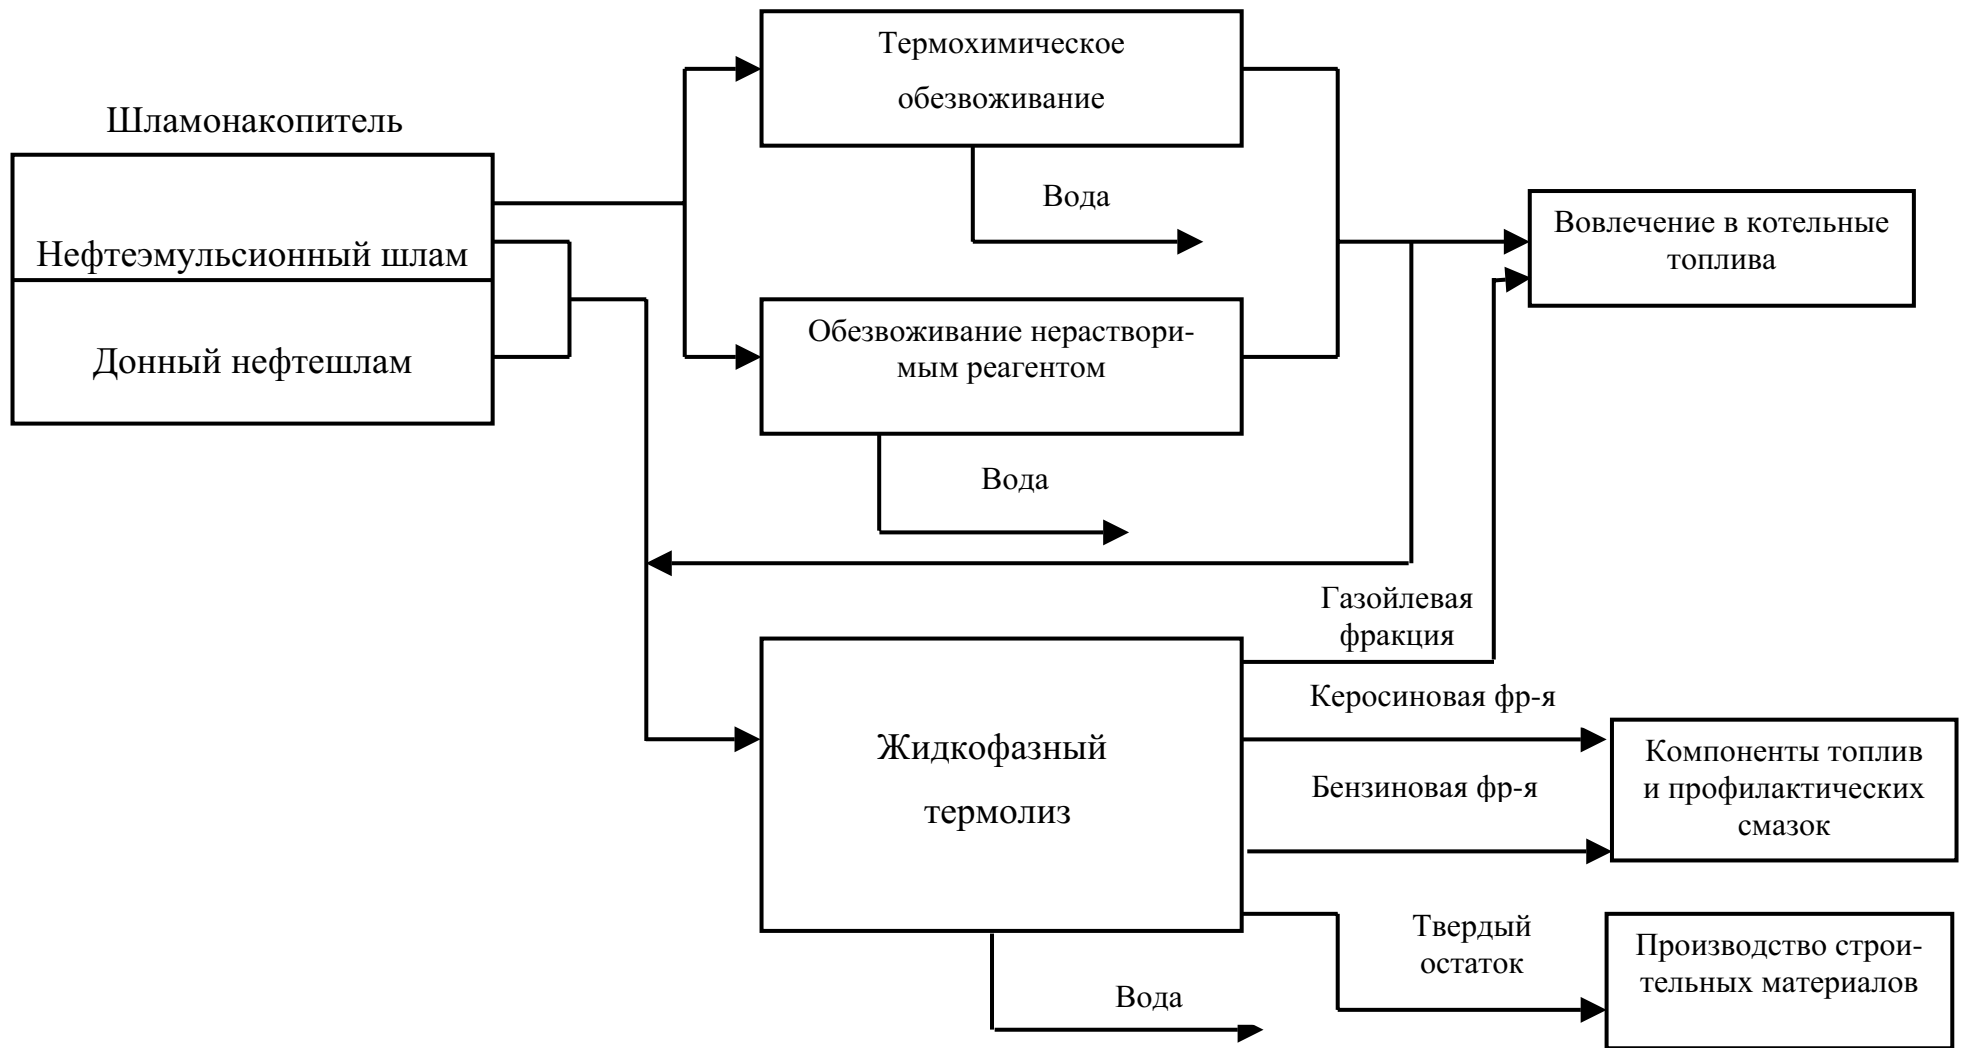 Термохимическое
обезвоживание
Шламонакопитель
Вода
Вовлечение в котельные
топлива
Нефтеэмульсионный шлам
Донный нефтешлам
Обезвоживание нераствори-
мым реагентом
Вода
Газойлевая
фракция
Керосиновая фр-я
Жидкофазный
термолиз
Компоненты топлив
и профилактических
смазок
Бензиновая фр-я
Твердый
остаток
Производство строи-
тельных материалов
Вода